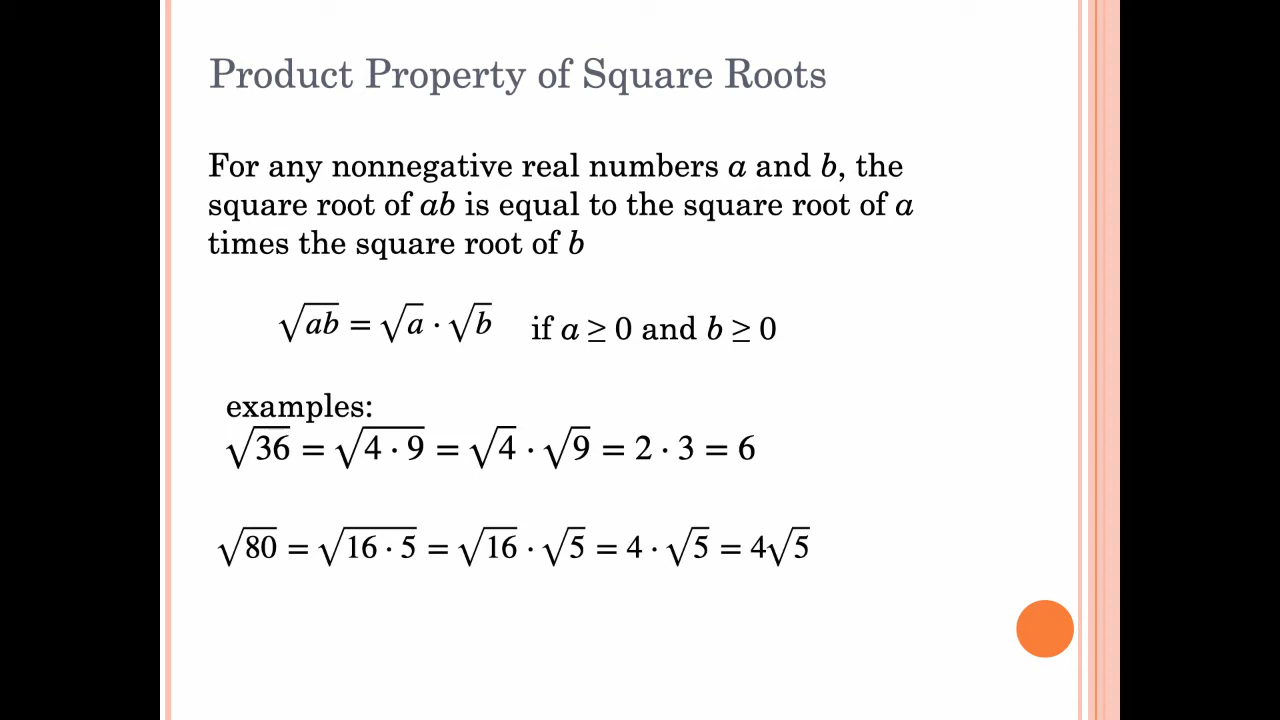 Product Property of Square Roots
For any nonnegative real numbers a and b, the
square root of ab is equal to the square root of a
times the square root of b
√ab = √a · √b if a ≥ 0 and b ≥ 0
examples:
√36 = √4 · 9 = √4 · √9 = 2 · 3 = 6
√80 = √16 · 5 = √16 · √5 = 4 · √5 = 4√5